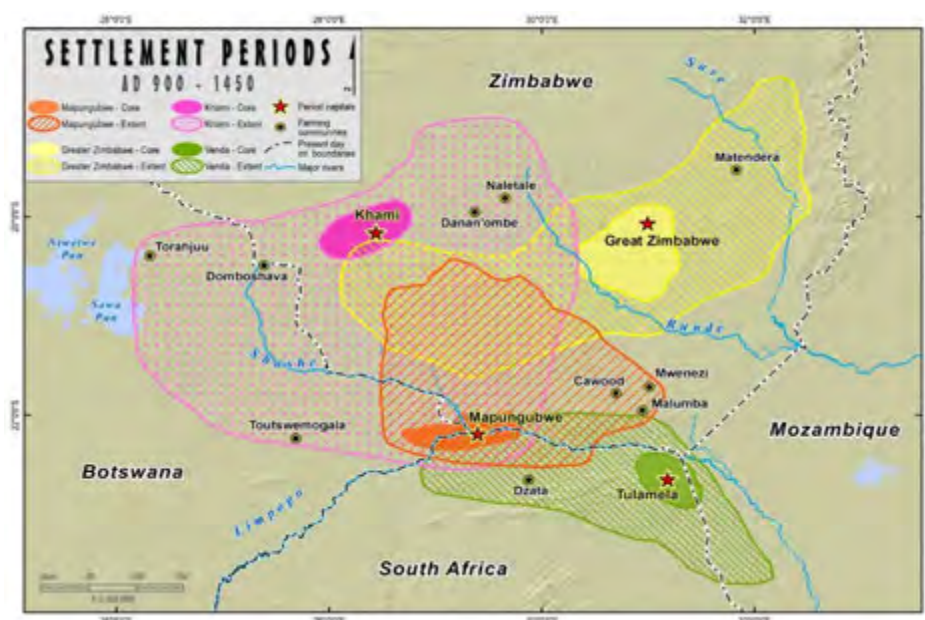 SETTLEMENT PERIODS
AD 900 - 1450
Mapungubwe - Core
Mapungubwe - Extent
Greater Zimbabwe - Core
Greater Zimbabwe - Extent
Khami - Core
Khami - Extent
Venda - Core
Venda - Extent
Period capitals
Farming
communities
Present day
int. boundaries
Major rivers
Zimbabwe
Save
Matendera
Naletale
Danan'ombe
Khami
Great Zimbabwe
Toranjuu
Domboshava
Sawa
Pan
Pan
Runde
Shashe
Cawood
Mwenezi
Malumba
Mapungubwe
Toutswemogala
Mozambique
Botswana
Dzata
Tulamela
Limpopo
South Africa